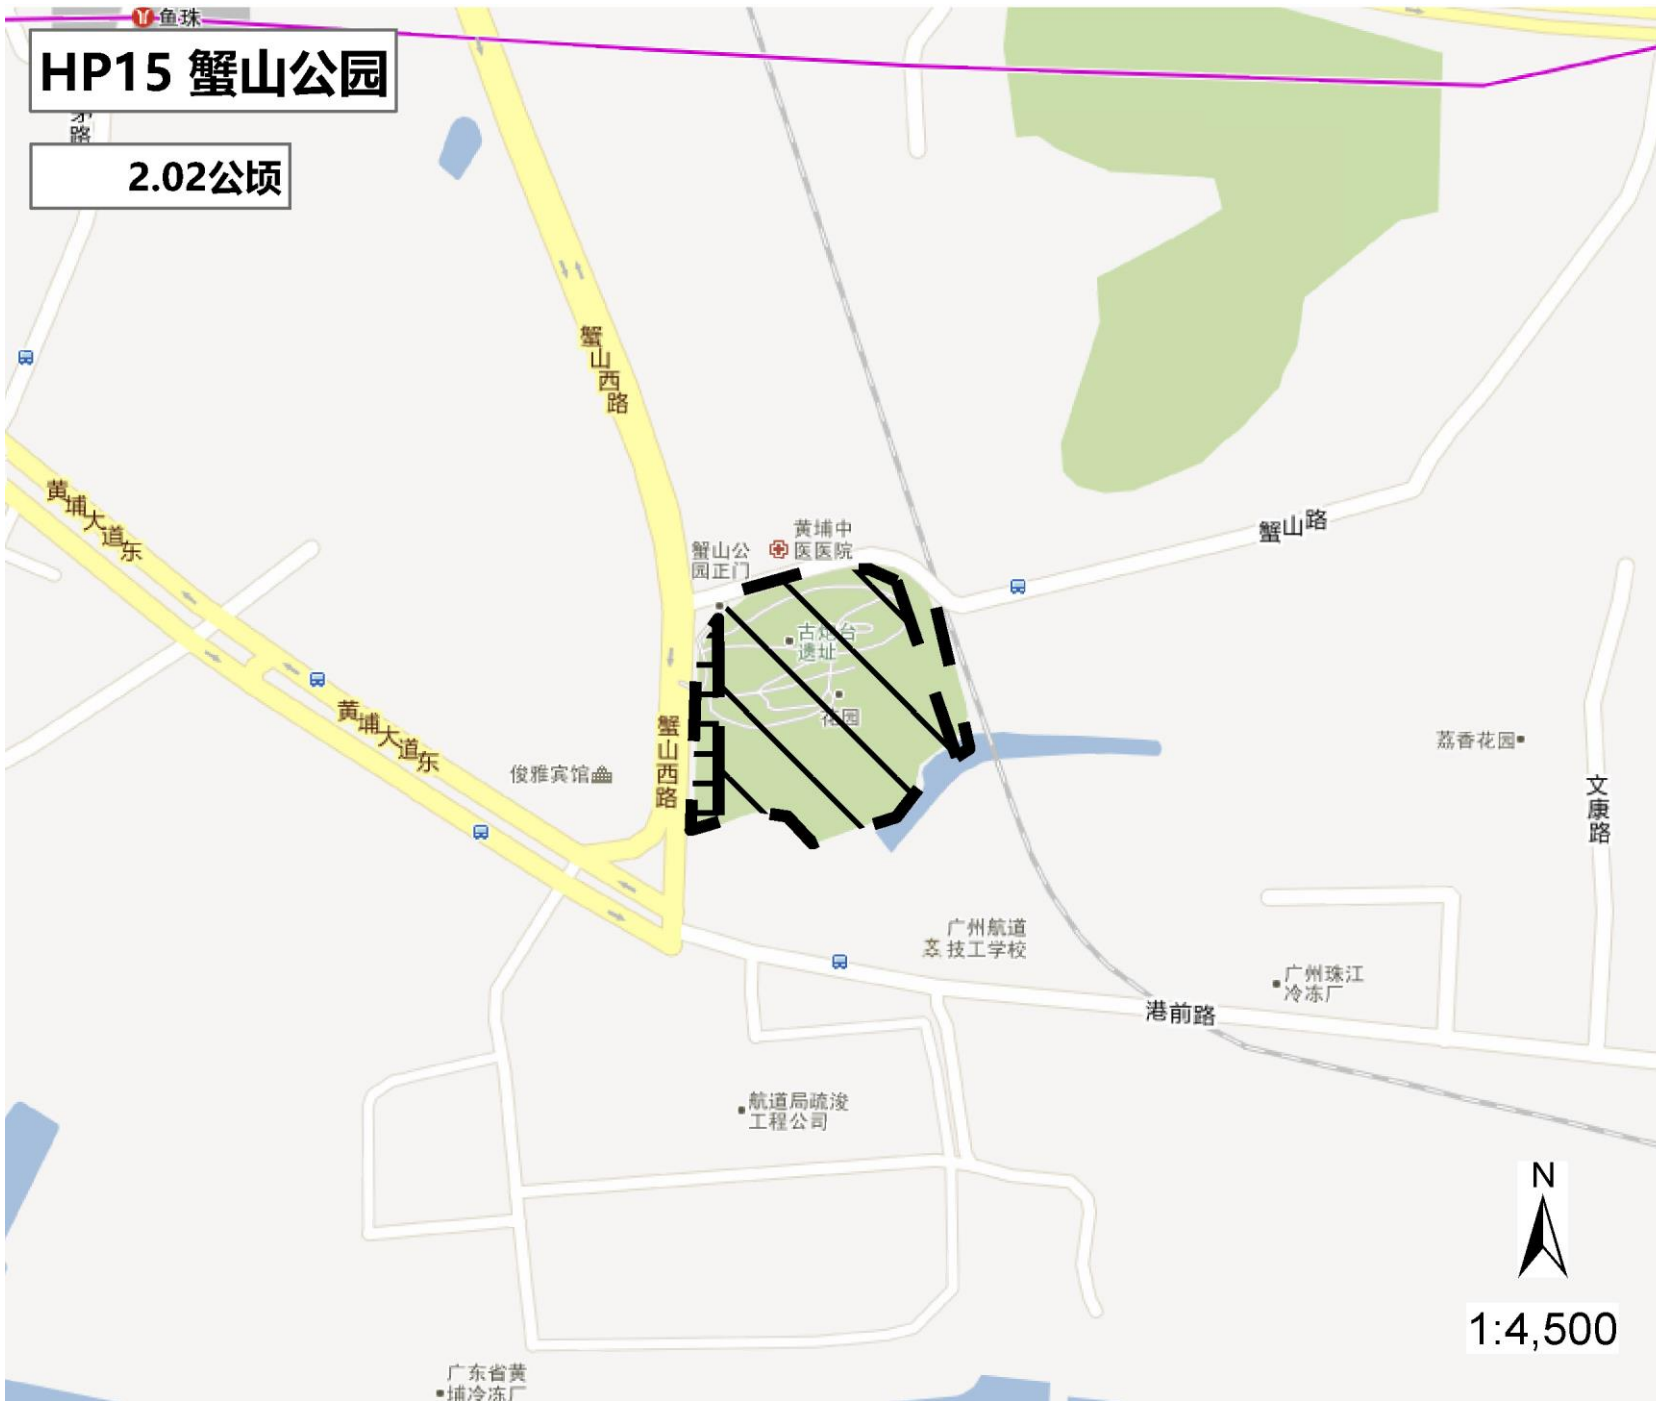 鱼珠
HP15 蟹山公园
路
2.02公顷
蟹山西路
黄埔大道东
蟹山路
黄埔中
医医院
蟹山公
园正门
古炮台
遗址
花园
黄埔大道东
蟹山西路
俊雅宾馆
荔香花园
文康路
广州航道
技工学校
广州珠江
冷冻厂
港前路
航道局疏浚
工程公司
N
1:4,500
广东省黄
埔冷冻厂